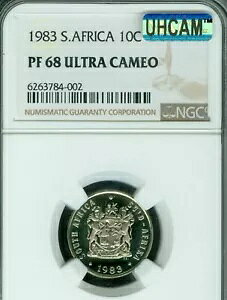 1983 S.AFRICA 10C
UHCAM
PF 68 ULTRA CAMEO
6263784-002
NUMISMATIC GUARANTY CORPORATION
NGC
SOUTH AFRICA SUID-AFRIKA
1983